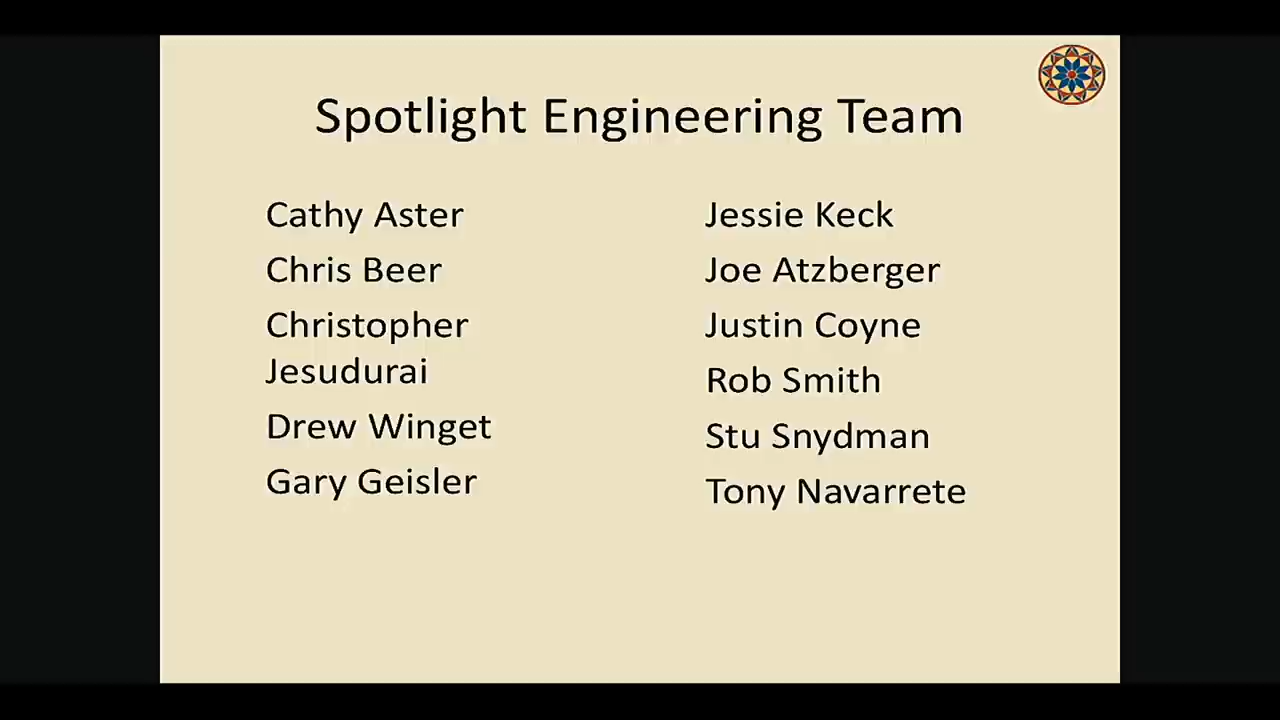 Spotlight Engineering Team
Cathy Aster
Chris Beer
Christopher
Jesudurai
Drew Winget
Gary Geisler
Jessie Keck
Joe Atzberger
Justin Coyne
Rob Smith
Stu Snydman
Tony Navarrete